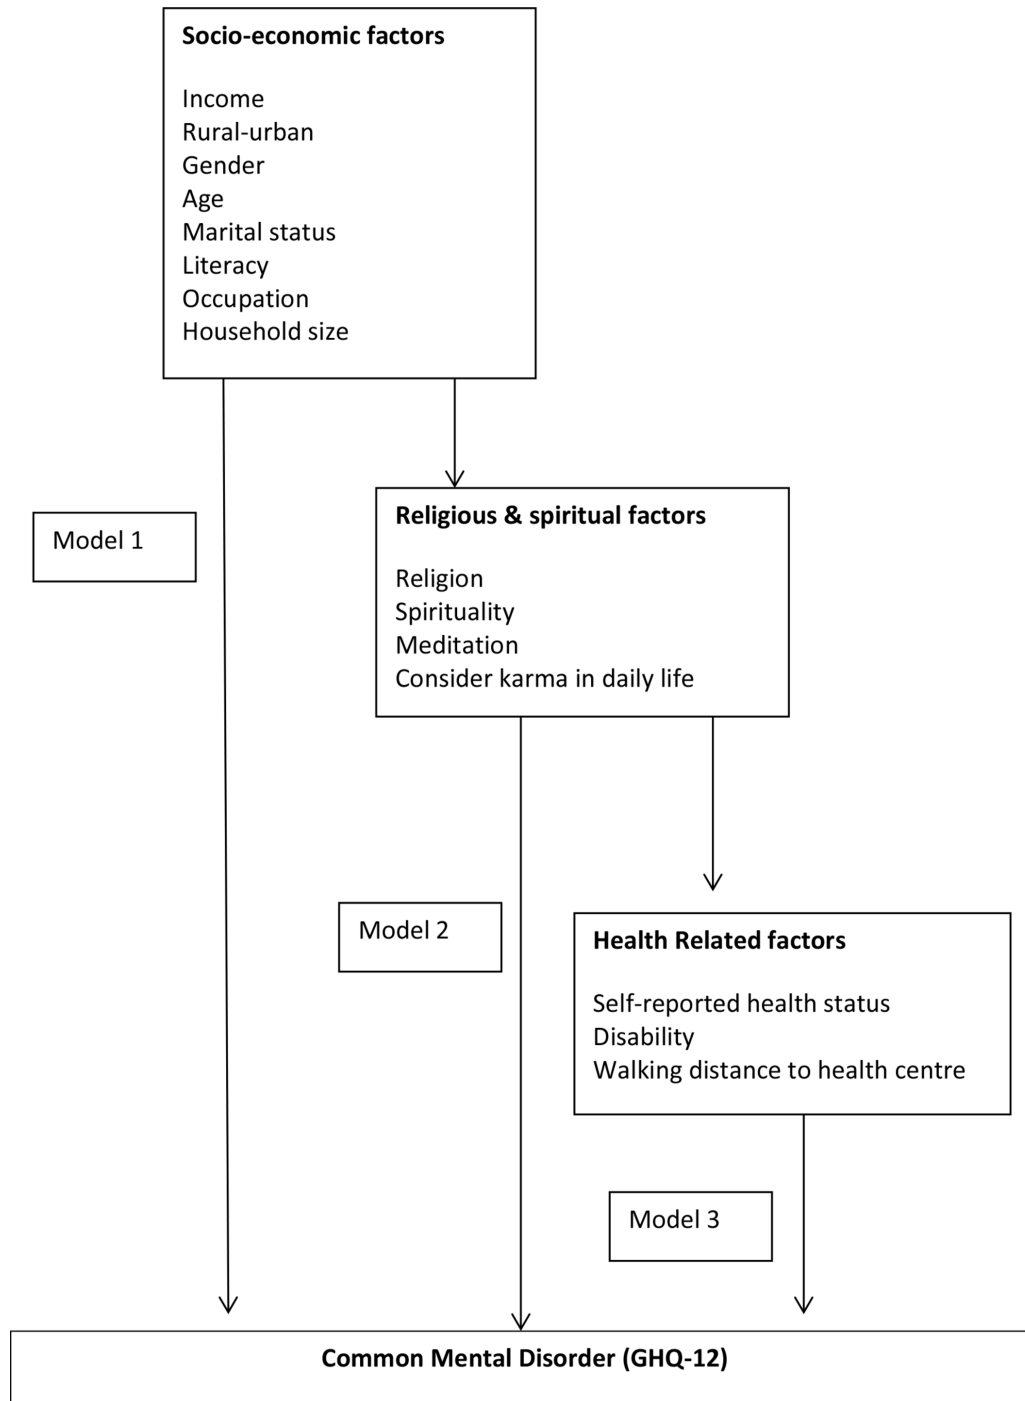 Socio-economic factors
Income
Rural-urban
Gender
Age
Marital status
Literacy
Occupation
Household size
Religious & spiritual factors
Model 1
Religion
Spirituality
Meditation
Consider karma in daily life
Model 2
Health Related factors
Self-reported health status
Disability
Walking distance to health centre
Model 3
Common Mental Disorder (GHQ-12)